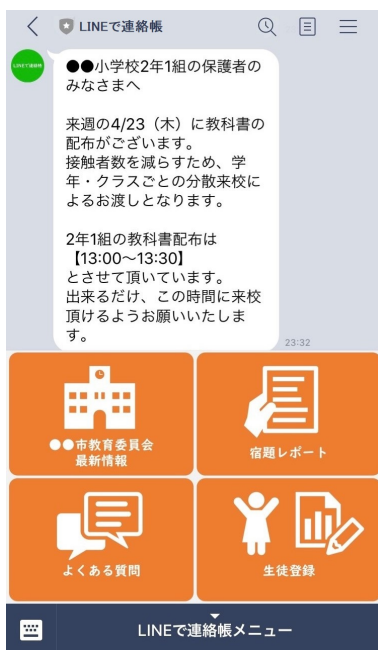 LINEで連絡帳
LINEで連絡帳
●●小学校2年1組の保護者の
みなさまへ
来週の4/23（木）に教科書の
配布がございます。
接触者数を減らすため、学
年・クラスごとの分散来校に
よるお渡しとなります。
2年1組の教科書配布は
【13:00〜13:30】
とさせて頂いています。
出来るだけ、この時間に来校
頂けるようお願いいたしま
す。
23:32
●●市教育委員会
最新情報
宿題レポート
よくある質問
生徒登録
LINEで連絡帳メニュー